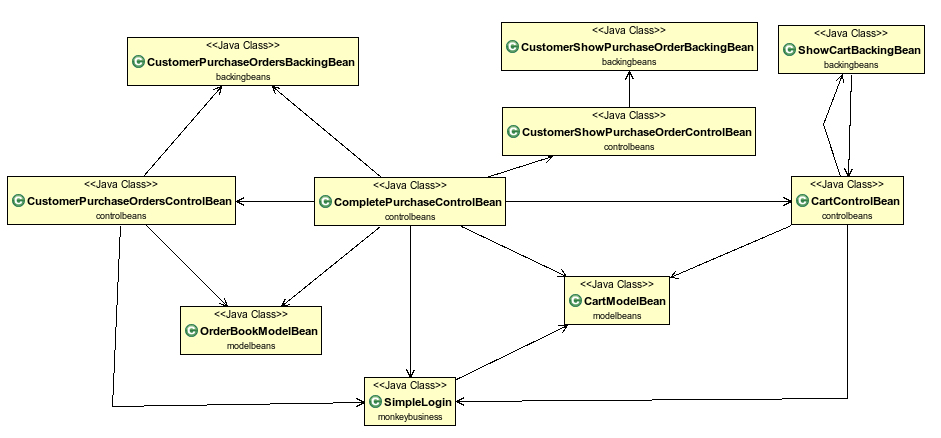 <<Java Class>>
CustomerPurchaseOrdersBackingBean
backingbeans
<<Java Class>>
CustomerShowPurchaseOrderBackingBean
backingbeans
<<Java Class>>
ShowCartBackingBean
backingbeans
<<Java Class>>
CustomerShowPurchaseOrderControlBean
controlbeans
<<Java Class>>
CustomerPurchaseOrdersControlBean
controlbeans
<<Java Class>>
CompletePurchaseControlBean
controlbeans
<<Java Class>>
CartControlBean
controlbeans
<<Java Class>>
CartModelBean
modelbeans
<<Java Class>>
OrderBookModelBean
modelbeans
<<Java Class>>
SimpleLogin
monkeybusiness